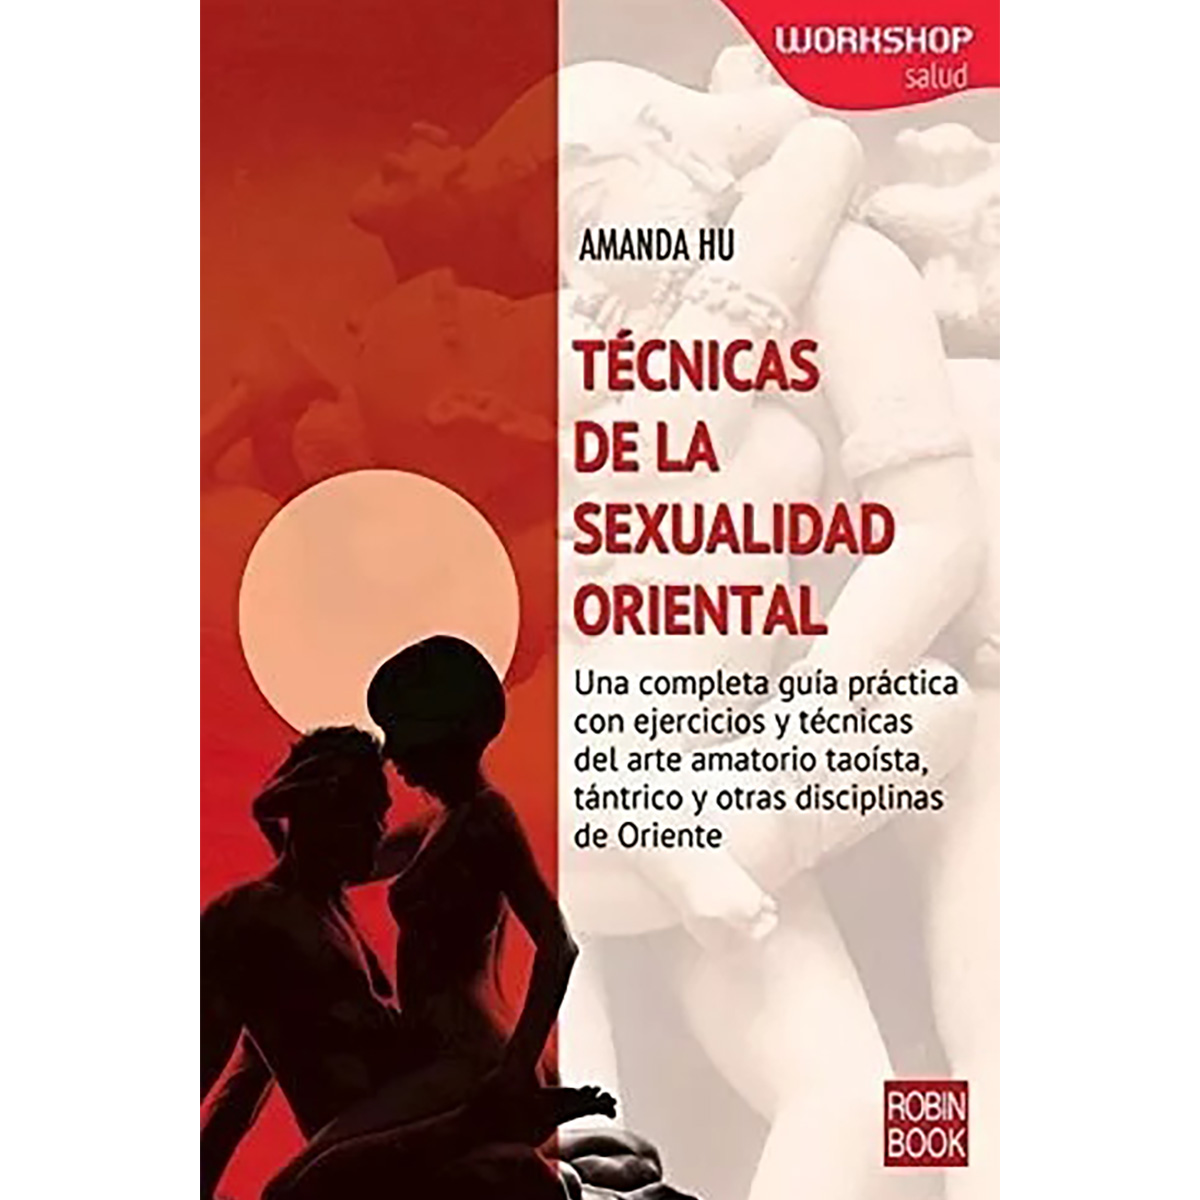 WORKSHOP
salud
AMANDA HU
TÉCNICAS
DE LA
SEXUALIDAD
ORIENTAL
Una completa guía práctica
con ejercicios y técnicas
del arte amatorio taoísta,
tántrico y otras disciplinas
de Oriente
ROBIN
BOOK